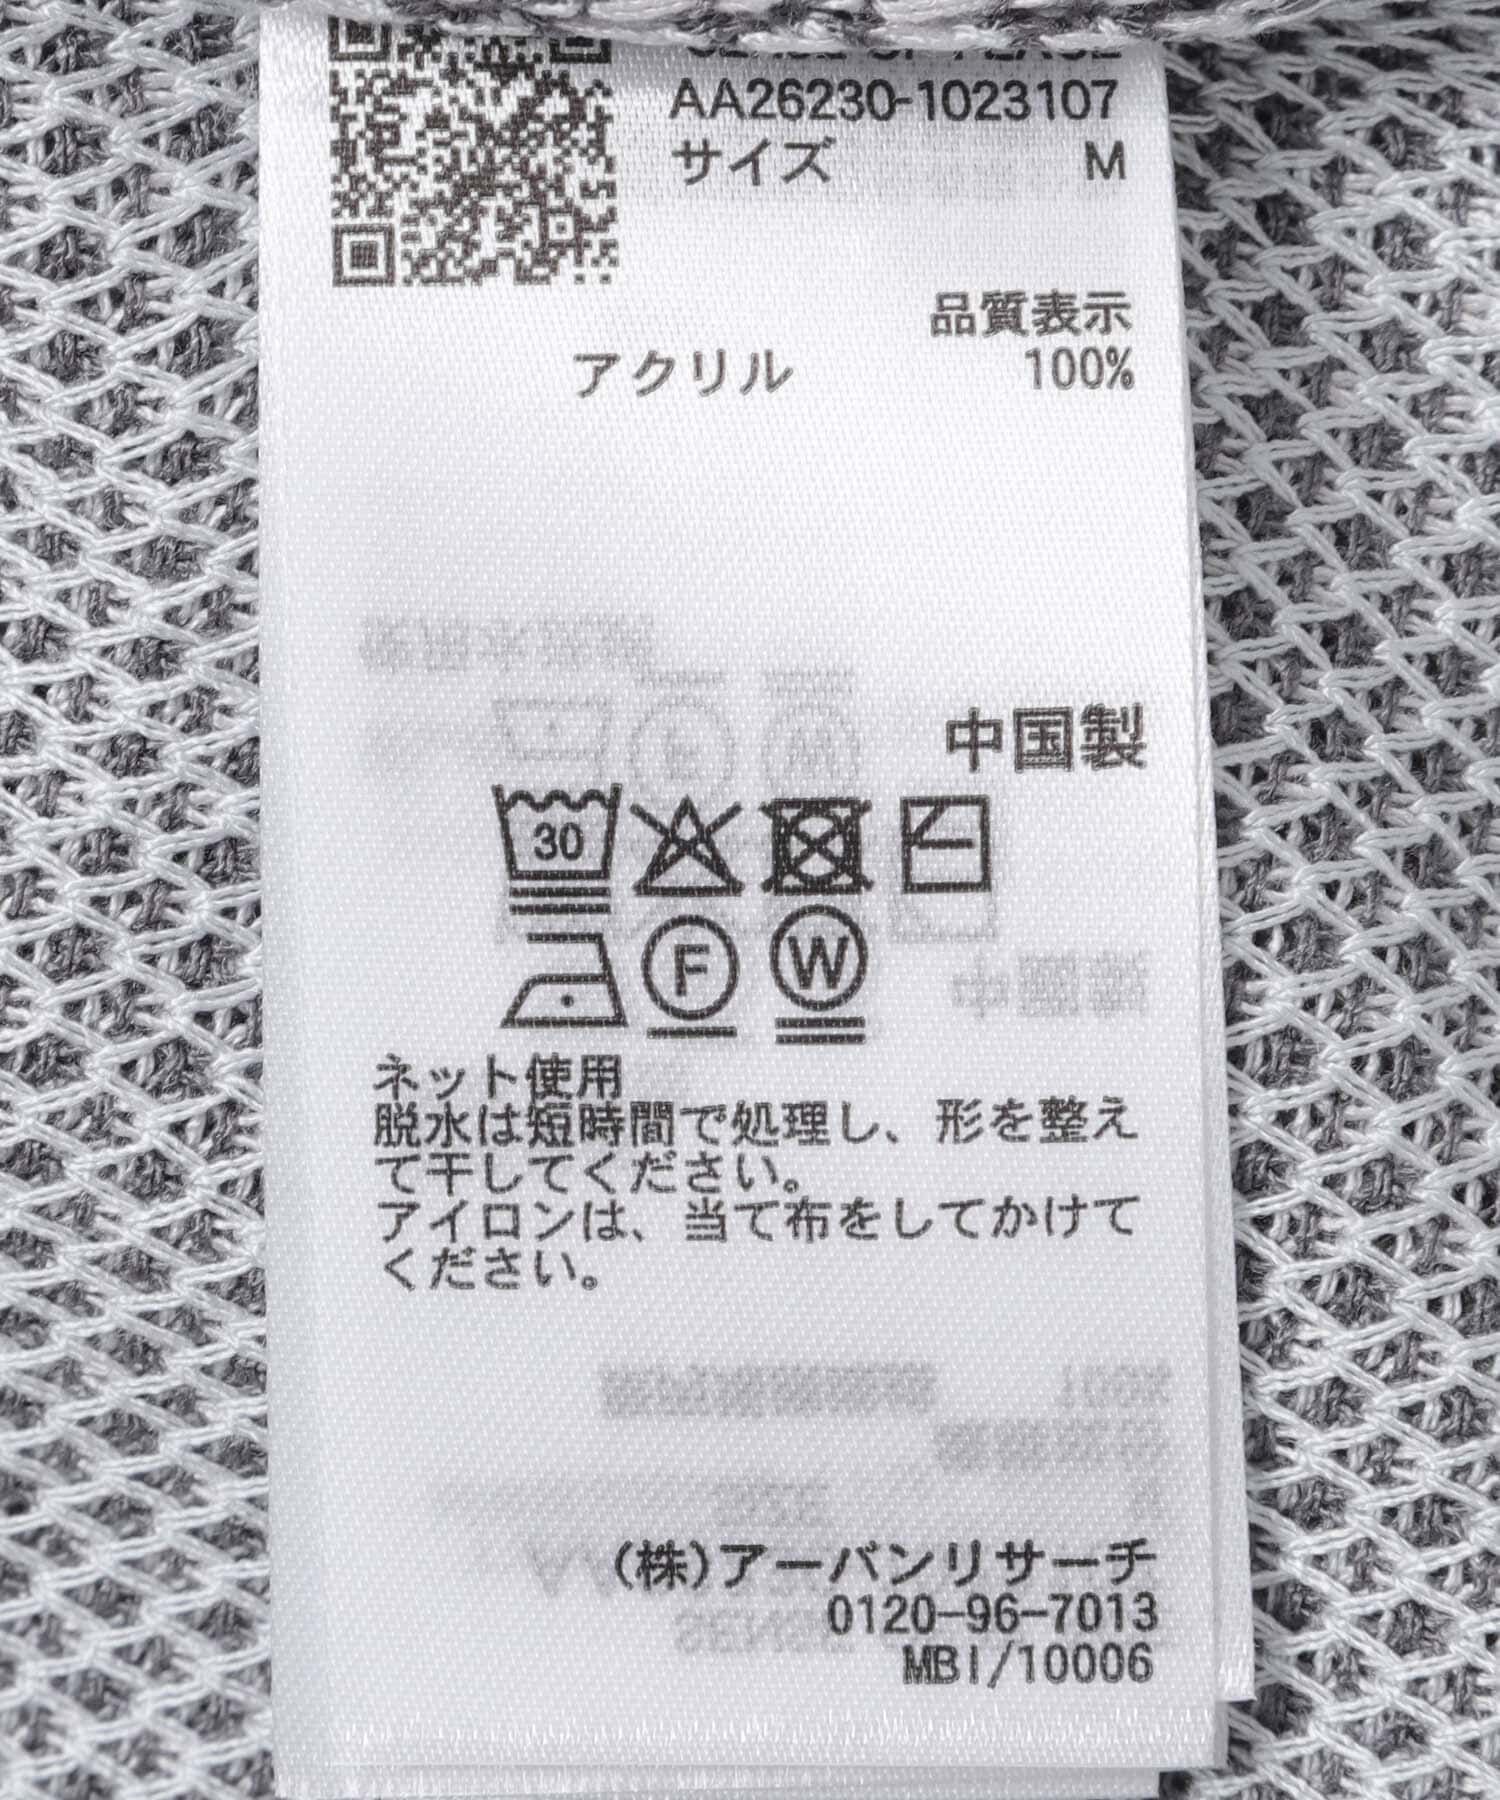 AA26230-1023107
サイズ M
品質表示
アクリル 100%
中国製
30
F W
ネット使用
脱水は短時間で処理し、形を整え
て干してください。
アイロンは、当て布をしてかけて
ください。
(株)アーバンリサーチ
0120-96-7013
MBI/10006